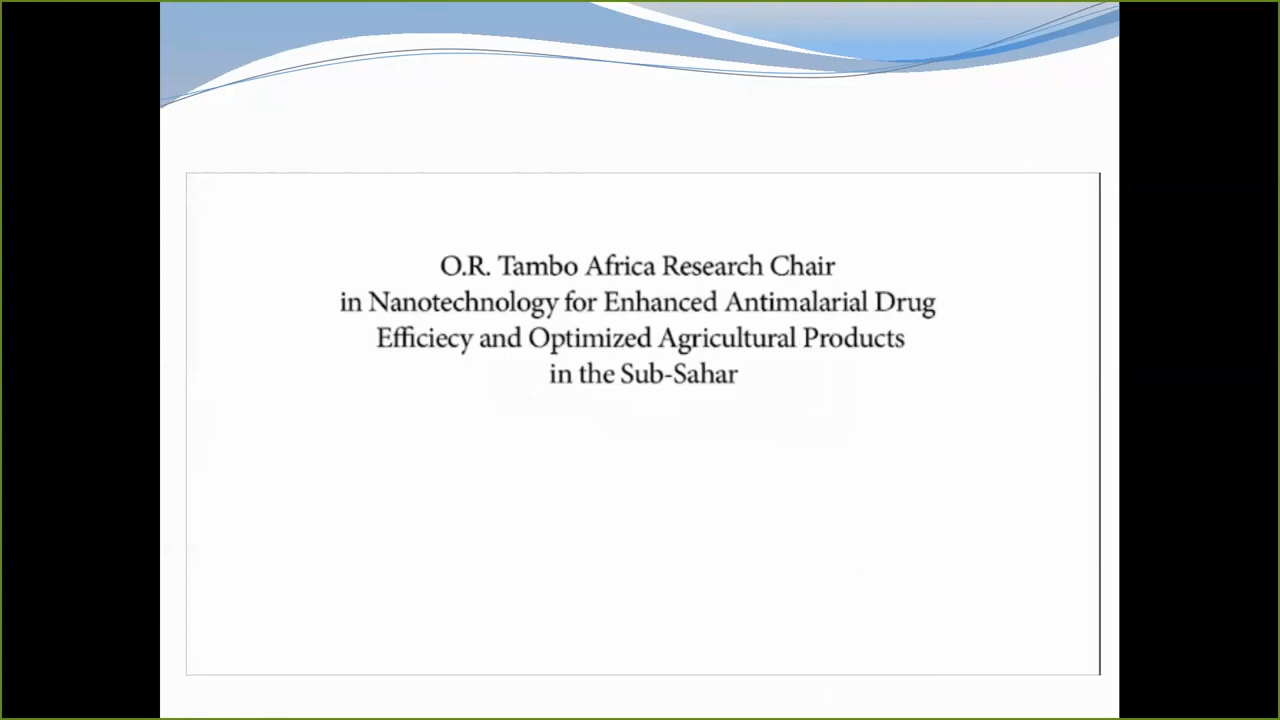 O.R. Tambo Africa Research Chair
in Nanotechnology for Enhanced Antimalarial Drug
Efficiecy and Optimized Agricultural Products
in the Sub-Sahar